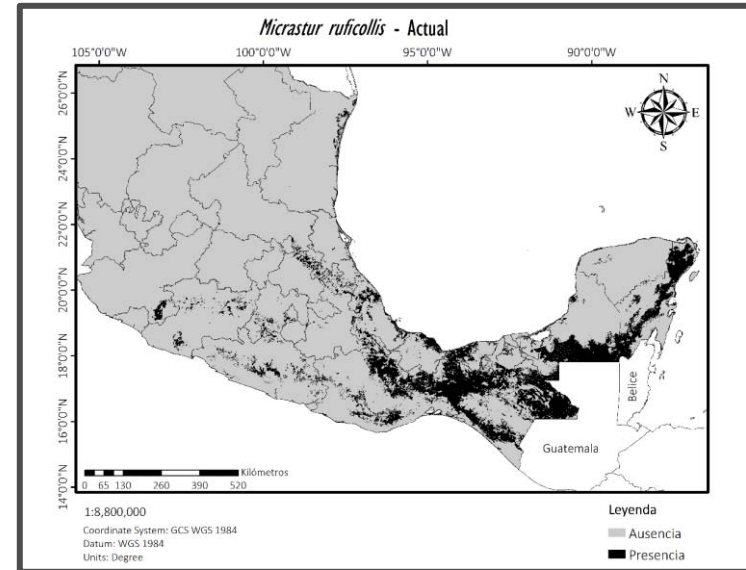 Micrastur ruficollis - Actual
105°0'0"W 100°0'0"W 95°0'0"W 90°0'0"W
N
W E
S
26°0'0"N
24°0'0"N
22°0'0"N
20°0'0"N
18°0'0"N
16°0'0"N
14°0'0"N
Belice
Guatemala
Kilómetros
0 65 130 260 390 520
1:8,800,000
Coordinate System: GCS WGS 1984
Datum: WGS 1984
Units: Degree
Leyenda
Ausencia
Presencia